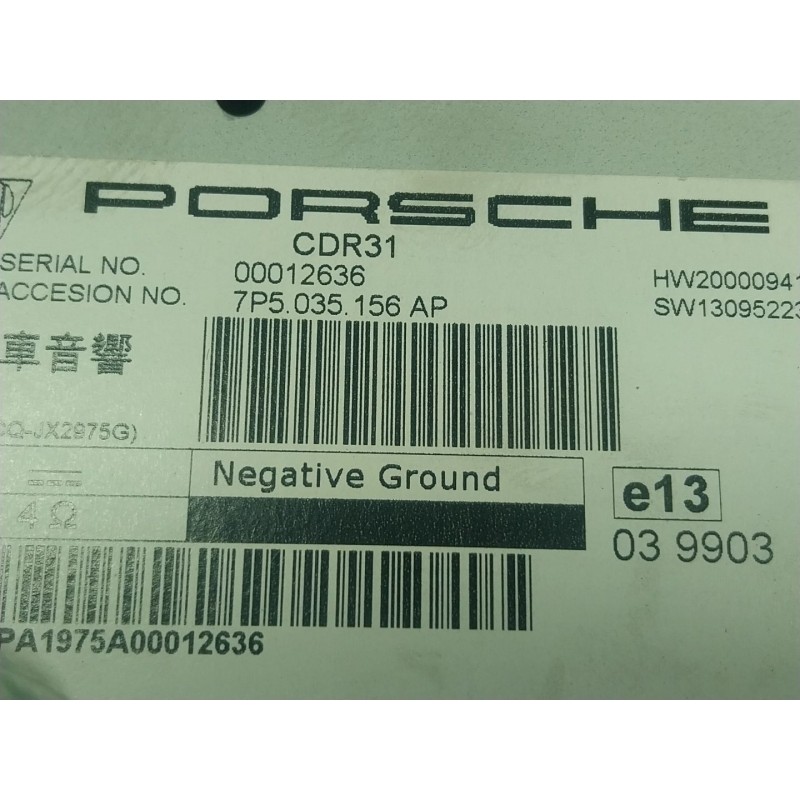 PORSCHE
CDR31
SERIAL NO. 00012636
ACCESION NO. 7P5.035.156 AP
HW20000941
SW13095223
車音響
CQ-JX2975G)
Negative Ground
4 Ω
e13
03 9903
PA1975A00012636